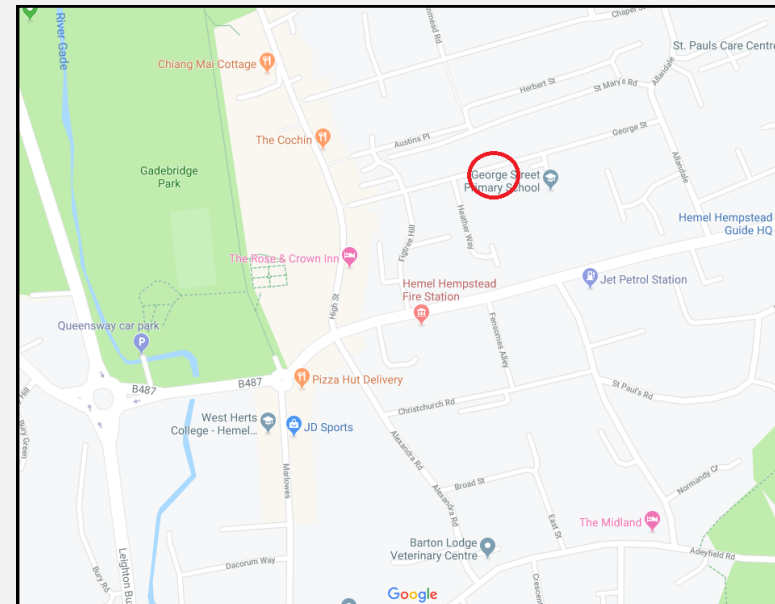 River Gade
Chiang Mai Cottage
The Cochin
Gadebridge
Park
Chapel St
St. Pauls Care Centre
Allandale
Herbert St
St Mary's Rd
Austins Pl
George St
George Street
Primary School
Allandale
Heather Way
Figtree Hill
Hemel Hempstead
Guide HQ
The Rose & Crown Inn
High St
Hemel Hempstead
Fire Station
Jet Petrol Station
Queensway car park
P
Fensomes Alley
B487
B487
Pizza Hut Delivery
St Paul's Rd
Christchurch Rd
West Herts
College - Hemel...
JD Sports
Marlowes
Alexandra Rd
Alexandra Rd
Broad St
Normandy Ct
East St
The Midland
Barton Lodge
Veterinary Centre
Adeyfield Rd
Dacorum Way
Bury Rd
Google